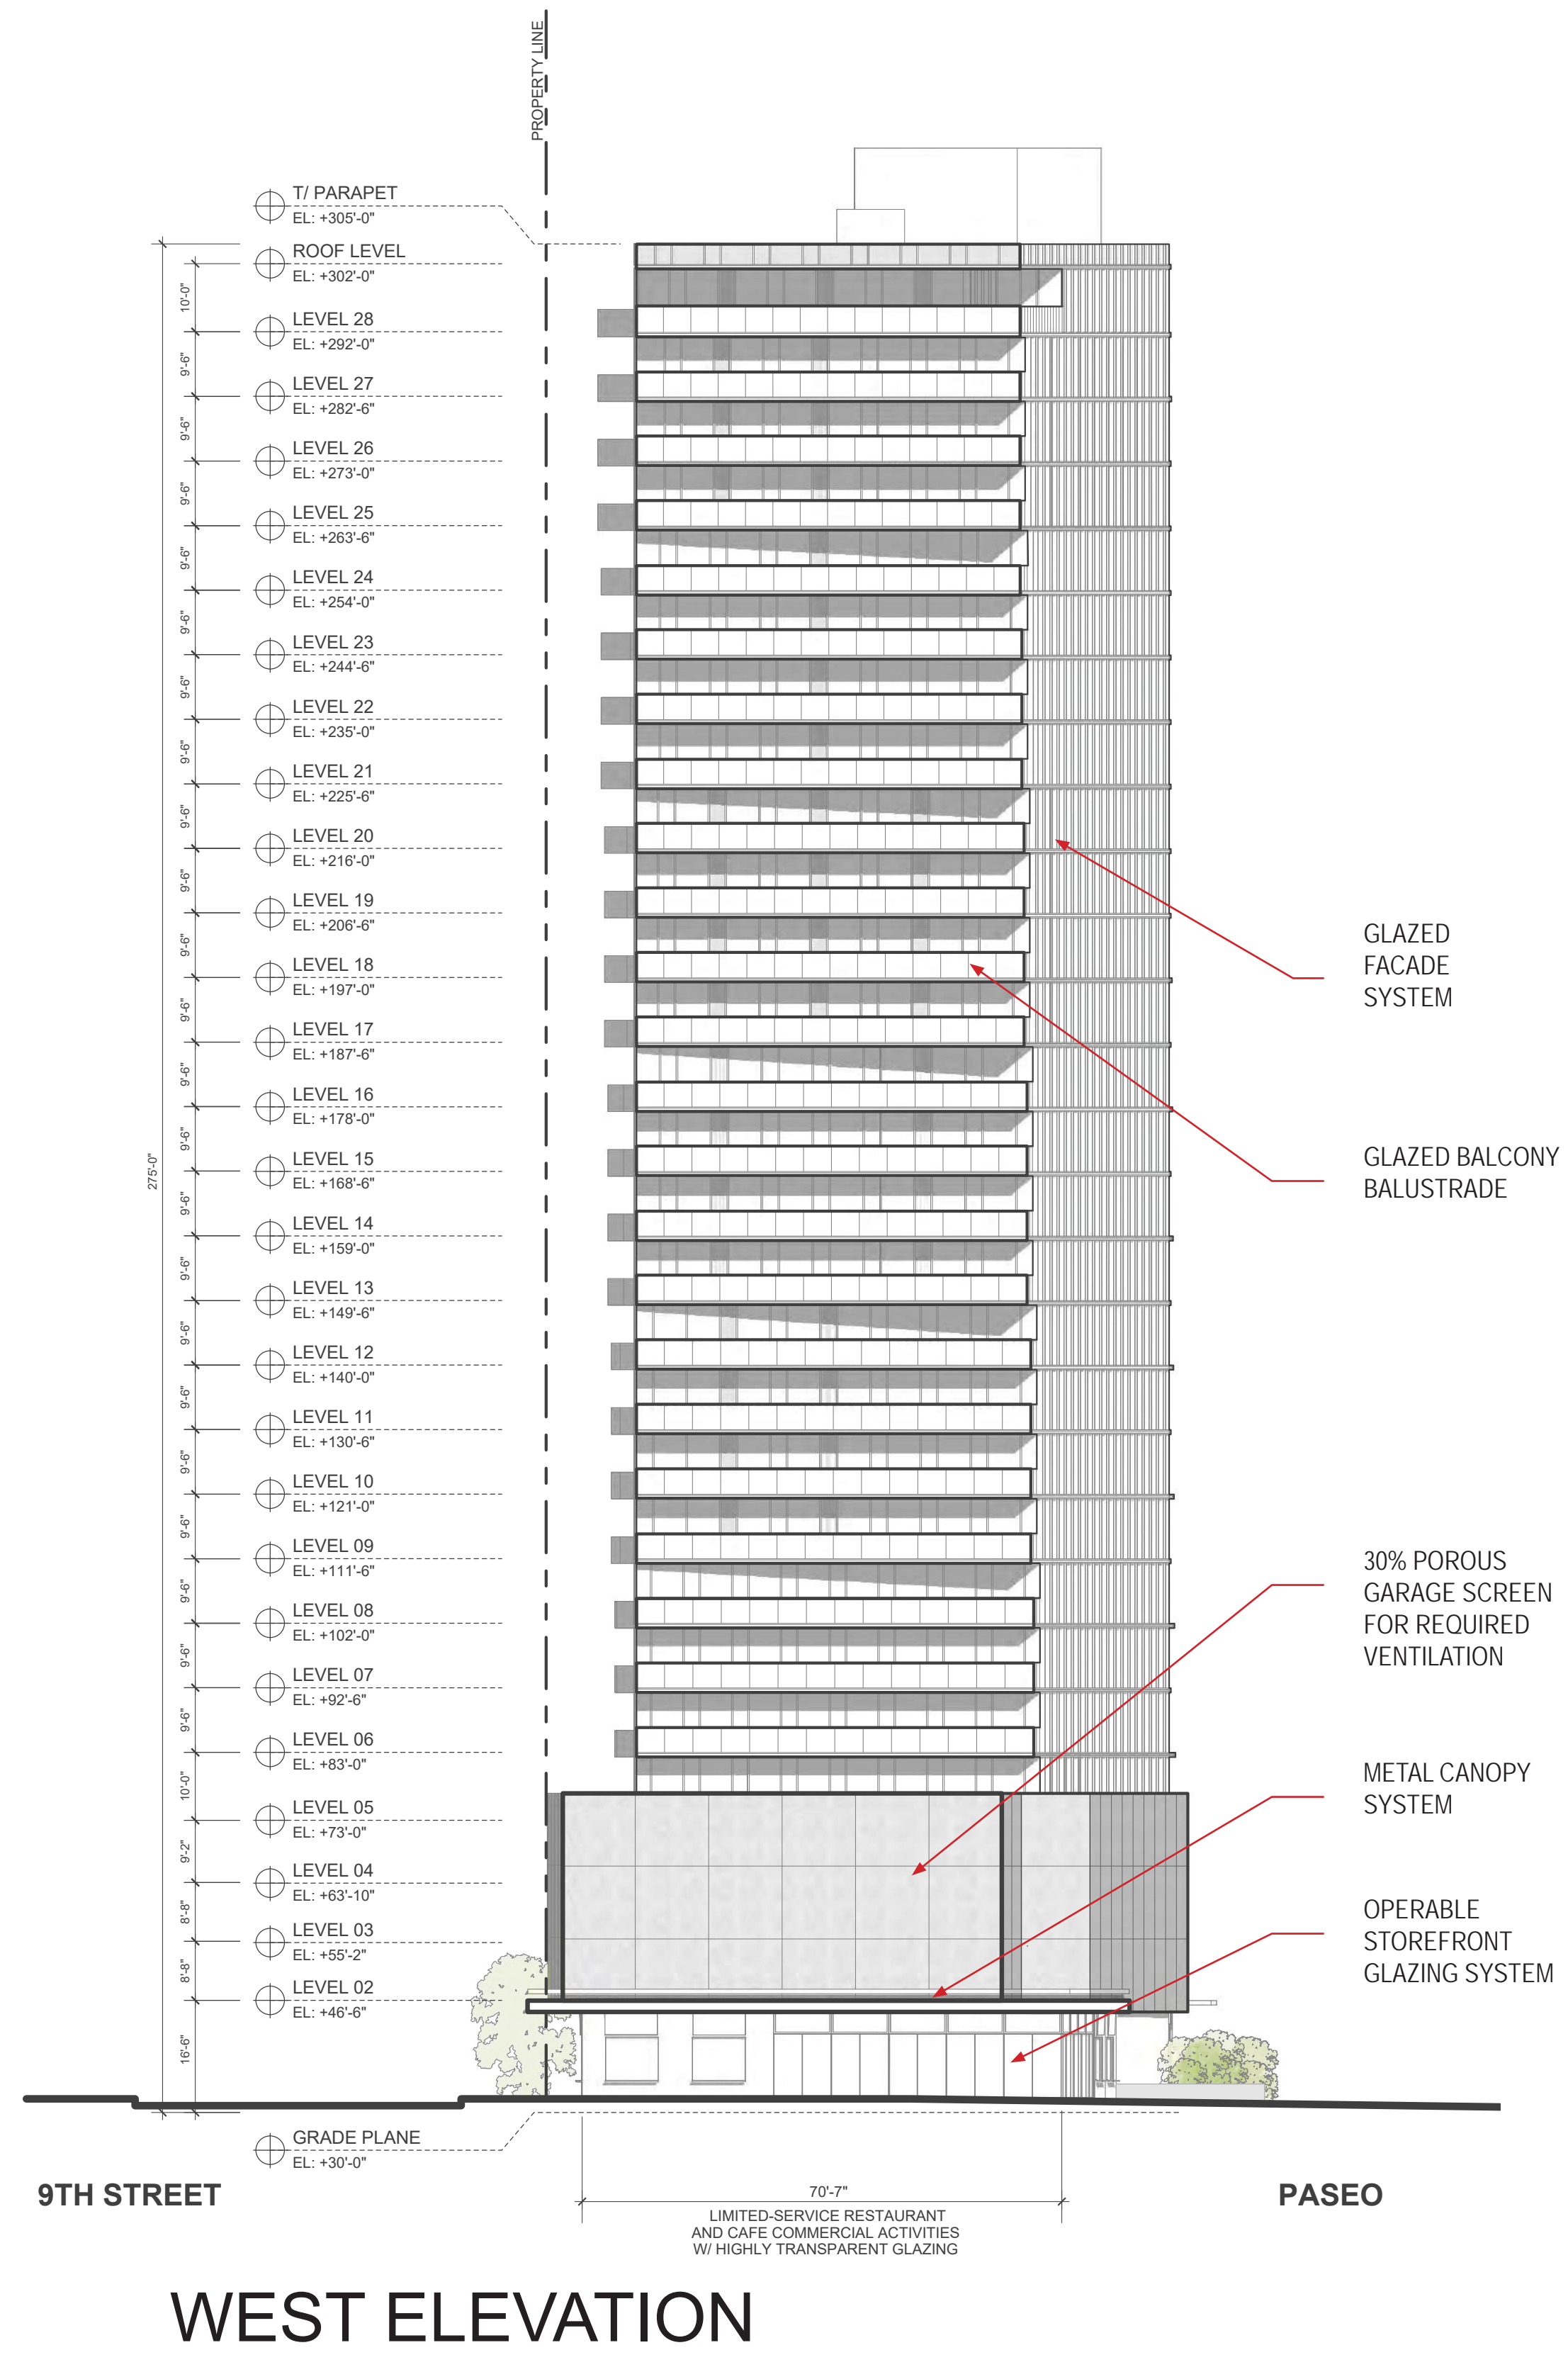 PROPERTY LINE
T/ PARAPET
EL: +305'-0"
ROOF LEVEL
EL: +302'-0"
10'-0"
LEVEL 28
EL: +292'-0"
9'-6"
LEVEL 27
EL: +282'-6"
9'-6"
LEVEL 26
EL: +273'-0"
9'-6"
LEVEL 25
EL: +263'-6"
9'-6"
LEVEL 24
EL: +254'-0"
9'-6"
LEVEL 23
EL: +244'-6"
9'-6"
LEVEL 22
EL: +235'-0"
9'-6"
LEVEL 21
EL: +225'-6"
9'-6"
LEVEL 20
EL: +216'-0"
9'-6"
LEVEL 19
EL: +206'-6"
9'-6"
LEVEL 18
EL: +197'-0"
9'-6"
LEVEL 17
EL: +187'-6"
9'-6"
LEVEL 16
EL: +178'-0"
9'-6"
LEVEL 15
EL: +168'-6"
275'-0"
9'-6"
LEVEL 14
EL: +159'-0"
9'-6"
LEVEL 13
EL: +149'-6"
9'-6"
LEVEL 12
EL: +140'-0"
9'-6"
LEVEL 11
EL: +130'-6"
9'-6"
LEVEL 10
EL: +121'-0"
9'-6"
LEVEL 09
EL: +111'-6"
9'-6"
LEVEL 08
EL: +102'-0"
9'-6"
LEVEL 07
EL: +92'-6"
9'-6"
LEVEL 06
EL: +83'-0"
10'-0"
LEVEL 05
EL: +73'-0"
9'-2"
LEVEL 04
EL: +63'-10"
8'-8"
LEVEL 03
EL: +55'-2"
8'-8"
LEVEL 02
EL: +46'-6"
16'-6"
GRADE PLANE
EL: +30'-0"
GLAZED
FACADE
SYSTEM
GLAZED BALCONY
BALUSTRADE
30% POROUS
GARAGE SCREEN
FOR REQUIRED
VENTILATION
METAL CANOPY
SYSTEM
OPERABLE
STOREFRONT
GLAZING SYSTEM
9TH STREET
70'-7"
LIMITED-SERVICE RESTAURANT
AND CAFE COMMERCIAL ACTIVITIES
W/ HIGHLY TRANSPARENT GLAZING
PASEO
WEST ELEVATION